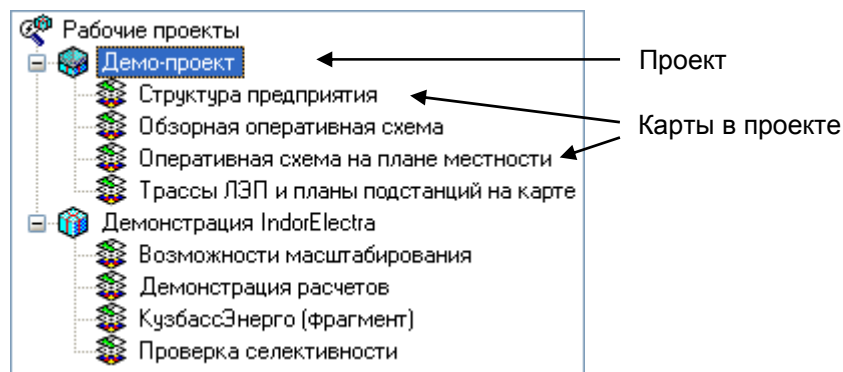 Рабочие проекты
Демо-проект
Проект
Структура предприятия
Карты в проекте
Обзорная оперативная схема
Оперативная схема на плане местности
Трассы ЛЭП и планы подстанций на карте
Демонстрация IndorElectra
Возможности масштабирования
Демонстрация расчетов
КузбассЭнерго (фрагмент)
Проверка селективности